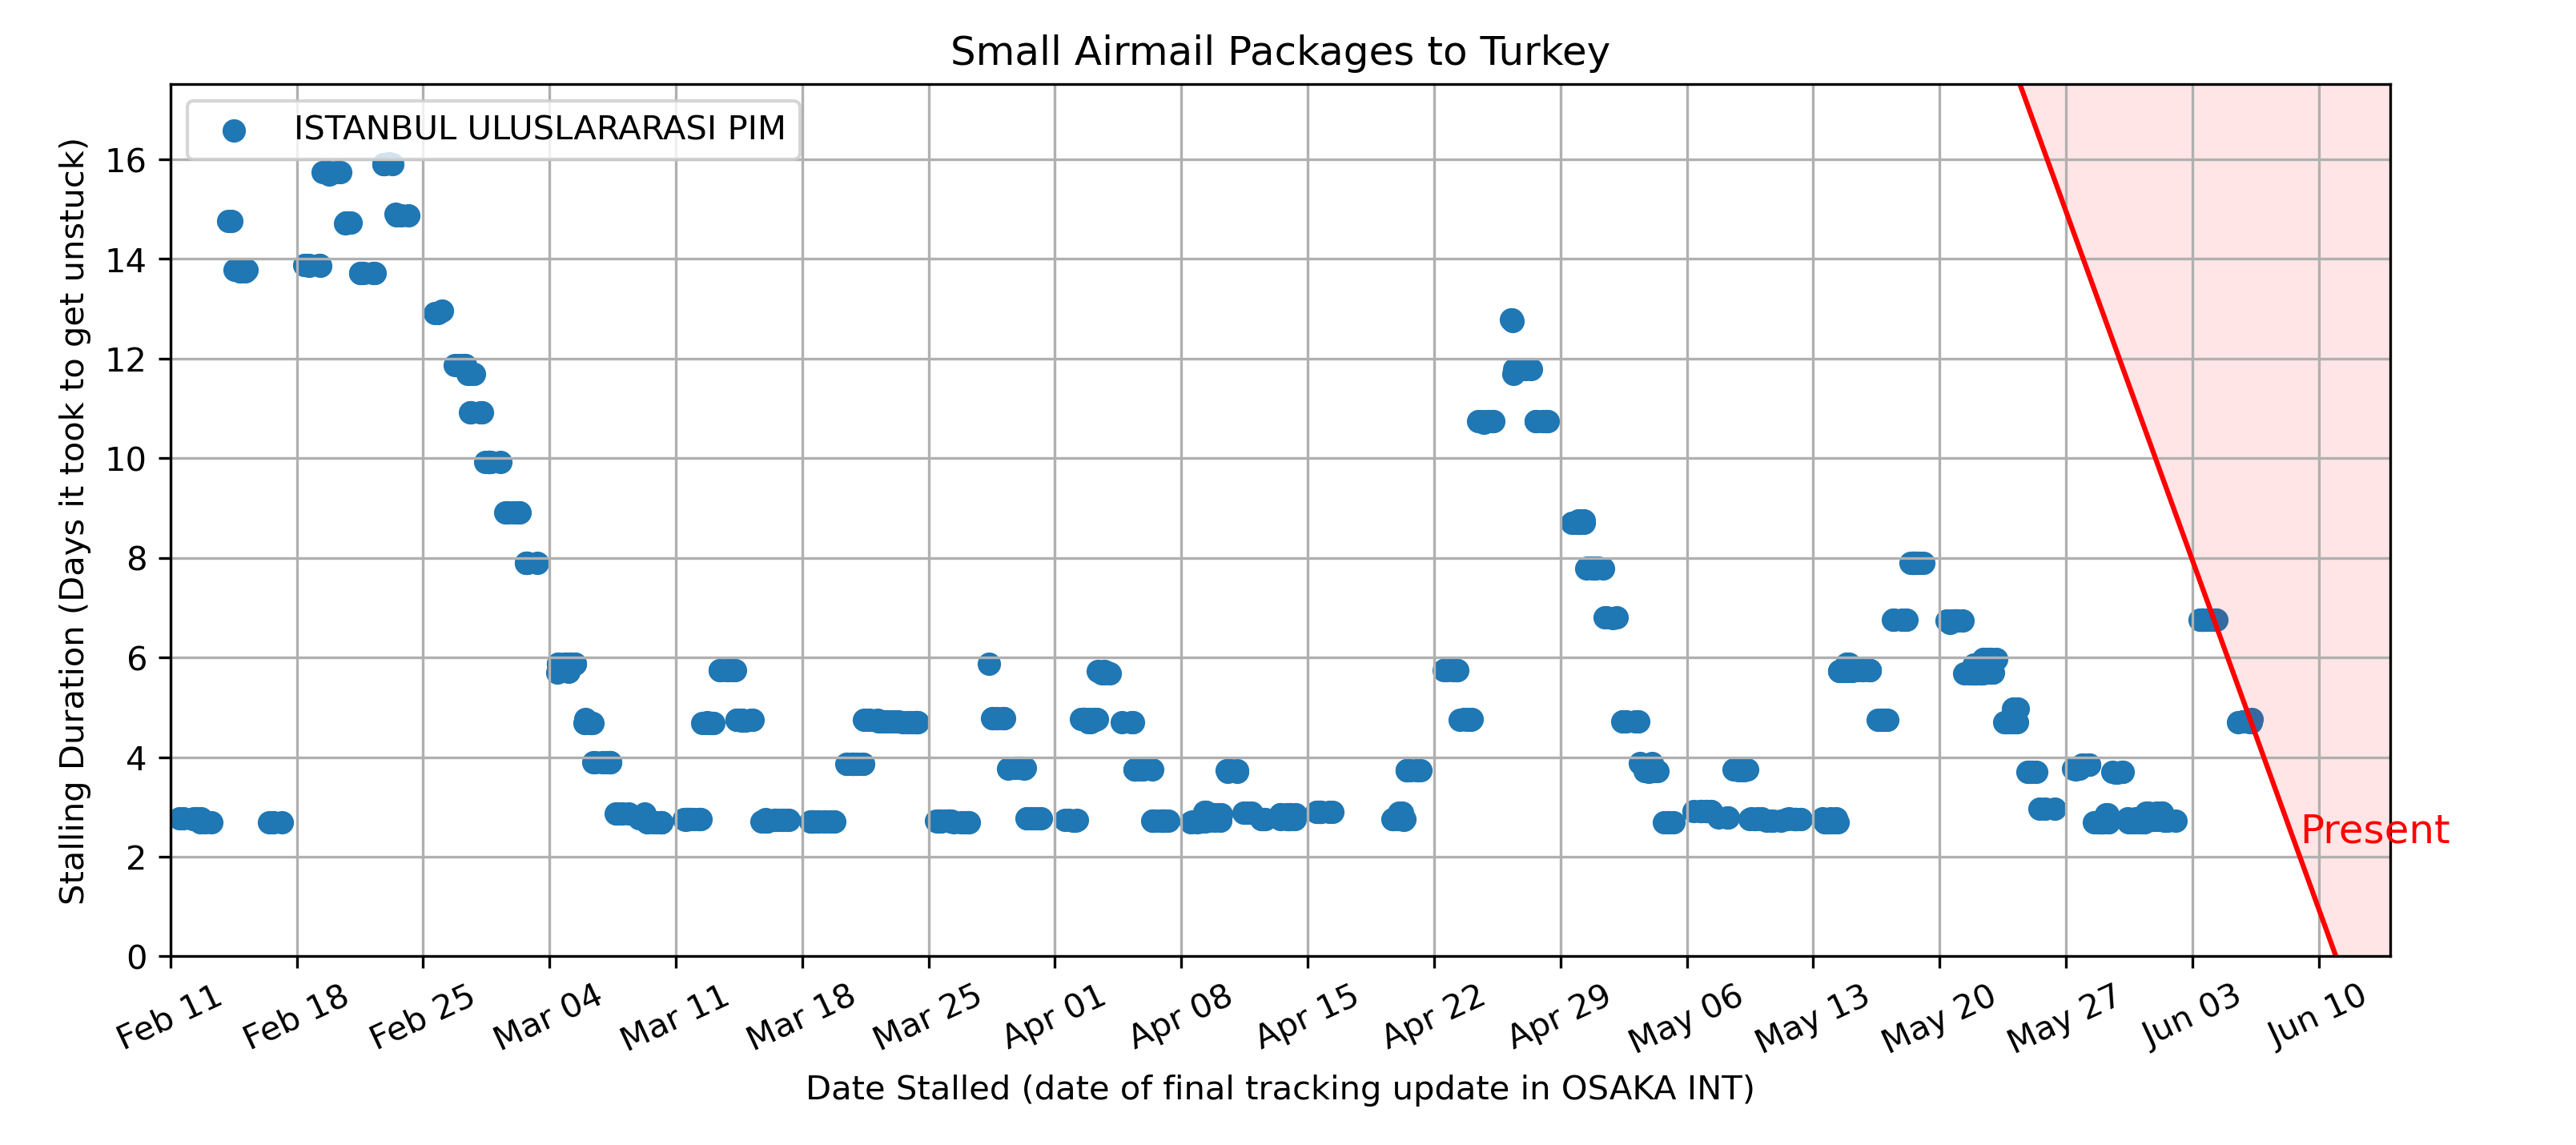 Small Airmail Packages to Turkey
ISTANBUL ULUSLARARASI PIM
Stalling Duration (Days it took to get unstuck)
16
14
12
10
8
6
4
2
0
Present
Feb 11
Feb 18
Feb 25
Mar 04
Mar 11
Mar 18
Mar 25
Apr 01
Apr 08
Apr 15
Apr 22
Apr 29
May 06
May 13
May 20
May 27
Jun 03
Jun 10
Date Stalled (date of final tracking update in OSAKA INT)